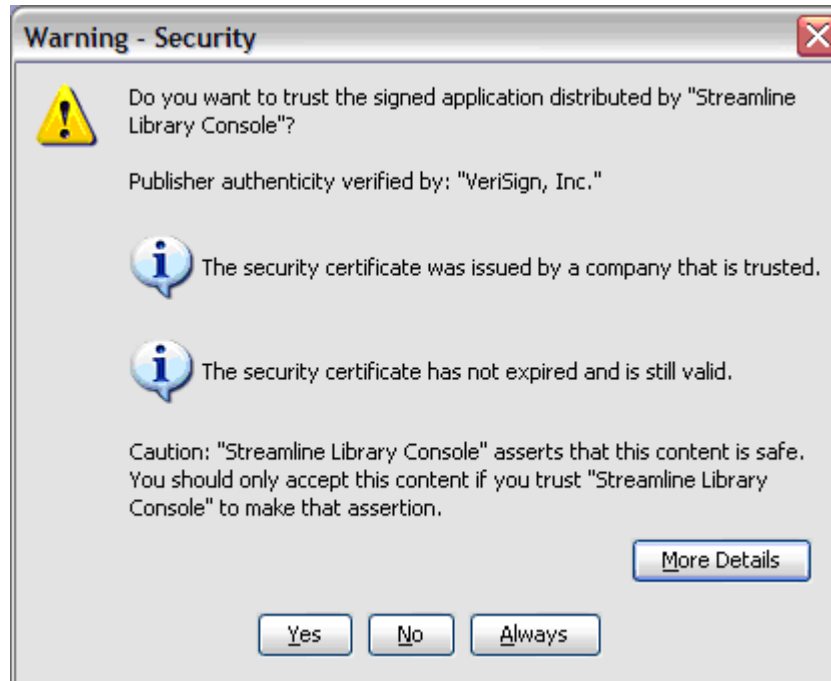 Warning - Security
Do you want to trust the signed application distributed by "Streamline
Library Console"?
Publisher authenticity verified by: "VeriSign, Inc."
The security certificate was issued by a company that is trusted.
The security certificate has not expired and is still valid.
Caution: "Streamline Library Console" asserts that this content is safe.
You should only accept this content if you trust "Streamline Library
Console" to make that assertion.
More Details
Yes No Always